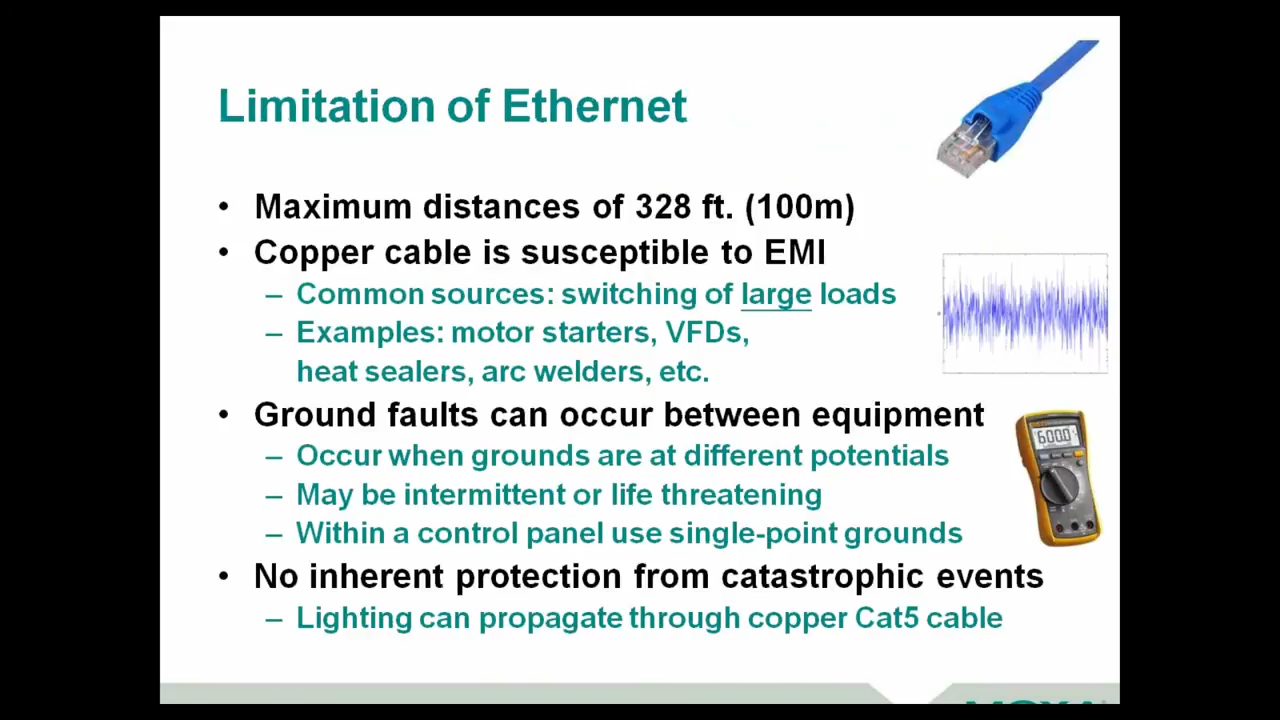 Limitation of Ethernet
• Maximum distances of 328 ft. (100m)
• Copper cable is susceptible to EMI
– Common sources: switching of large loads
– Examples: motor starters, VFDs,
heat sealers, arc welders, etc.
• Ground faults can occur between equipment
– Occur when grounds are at different potentials
– May be intermittent or life threatening
– Within a control panel use single-point grounds
• No inherent protection from catastrophic events
– Lighting can propagate through copper Cat5 cable
600.0